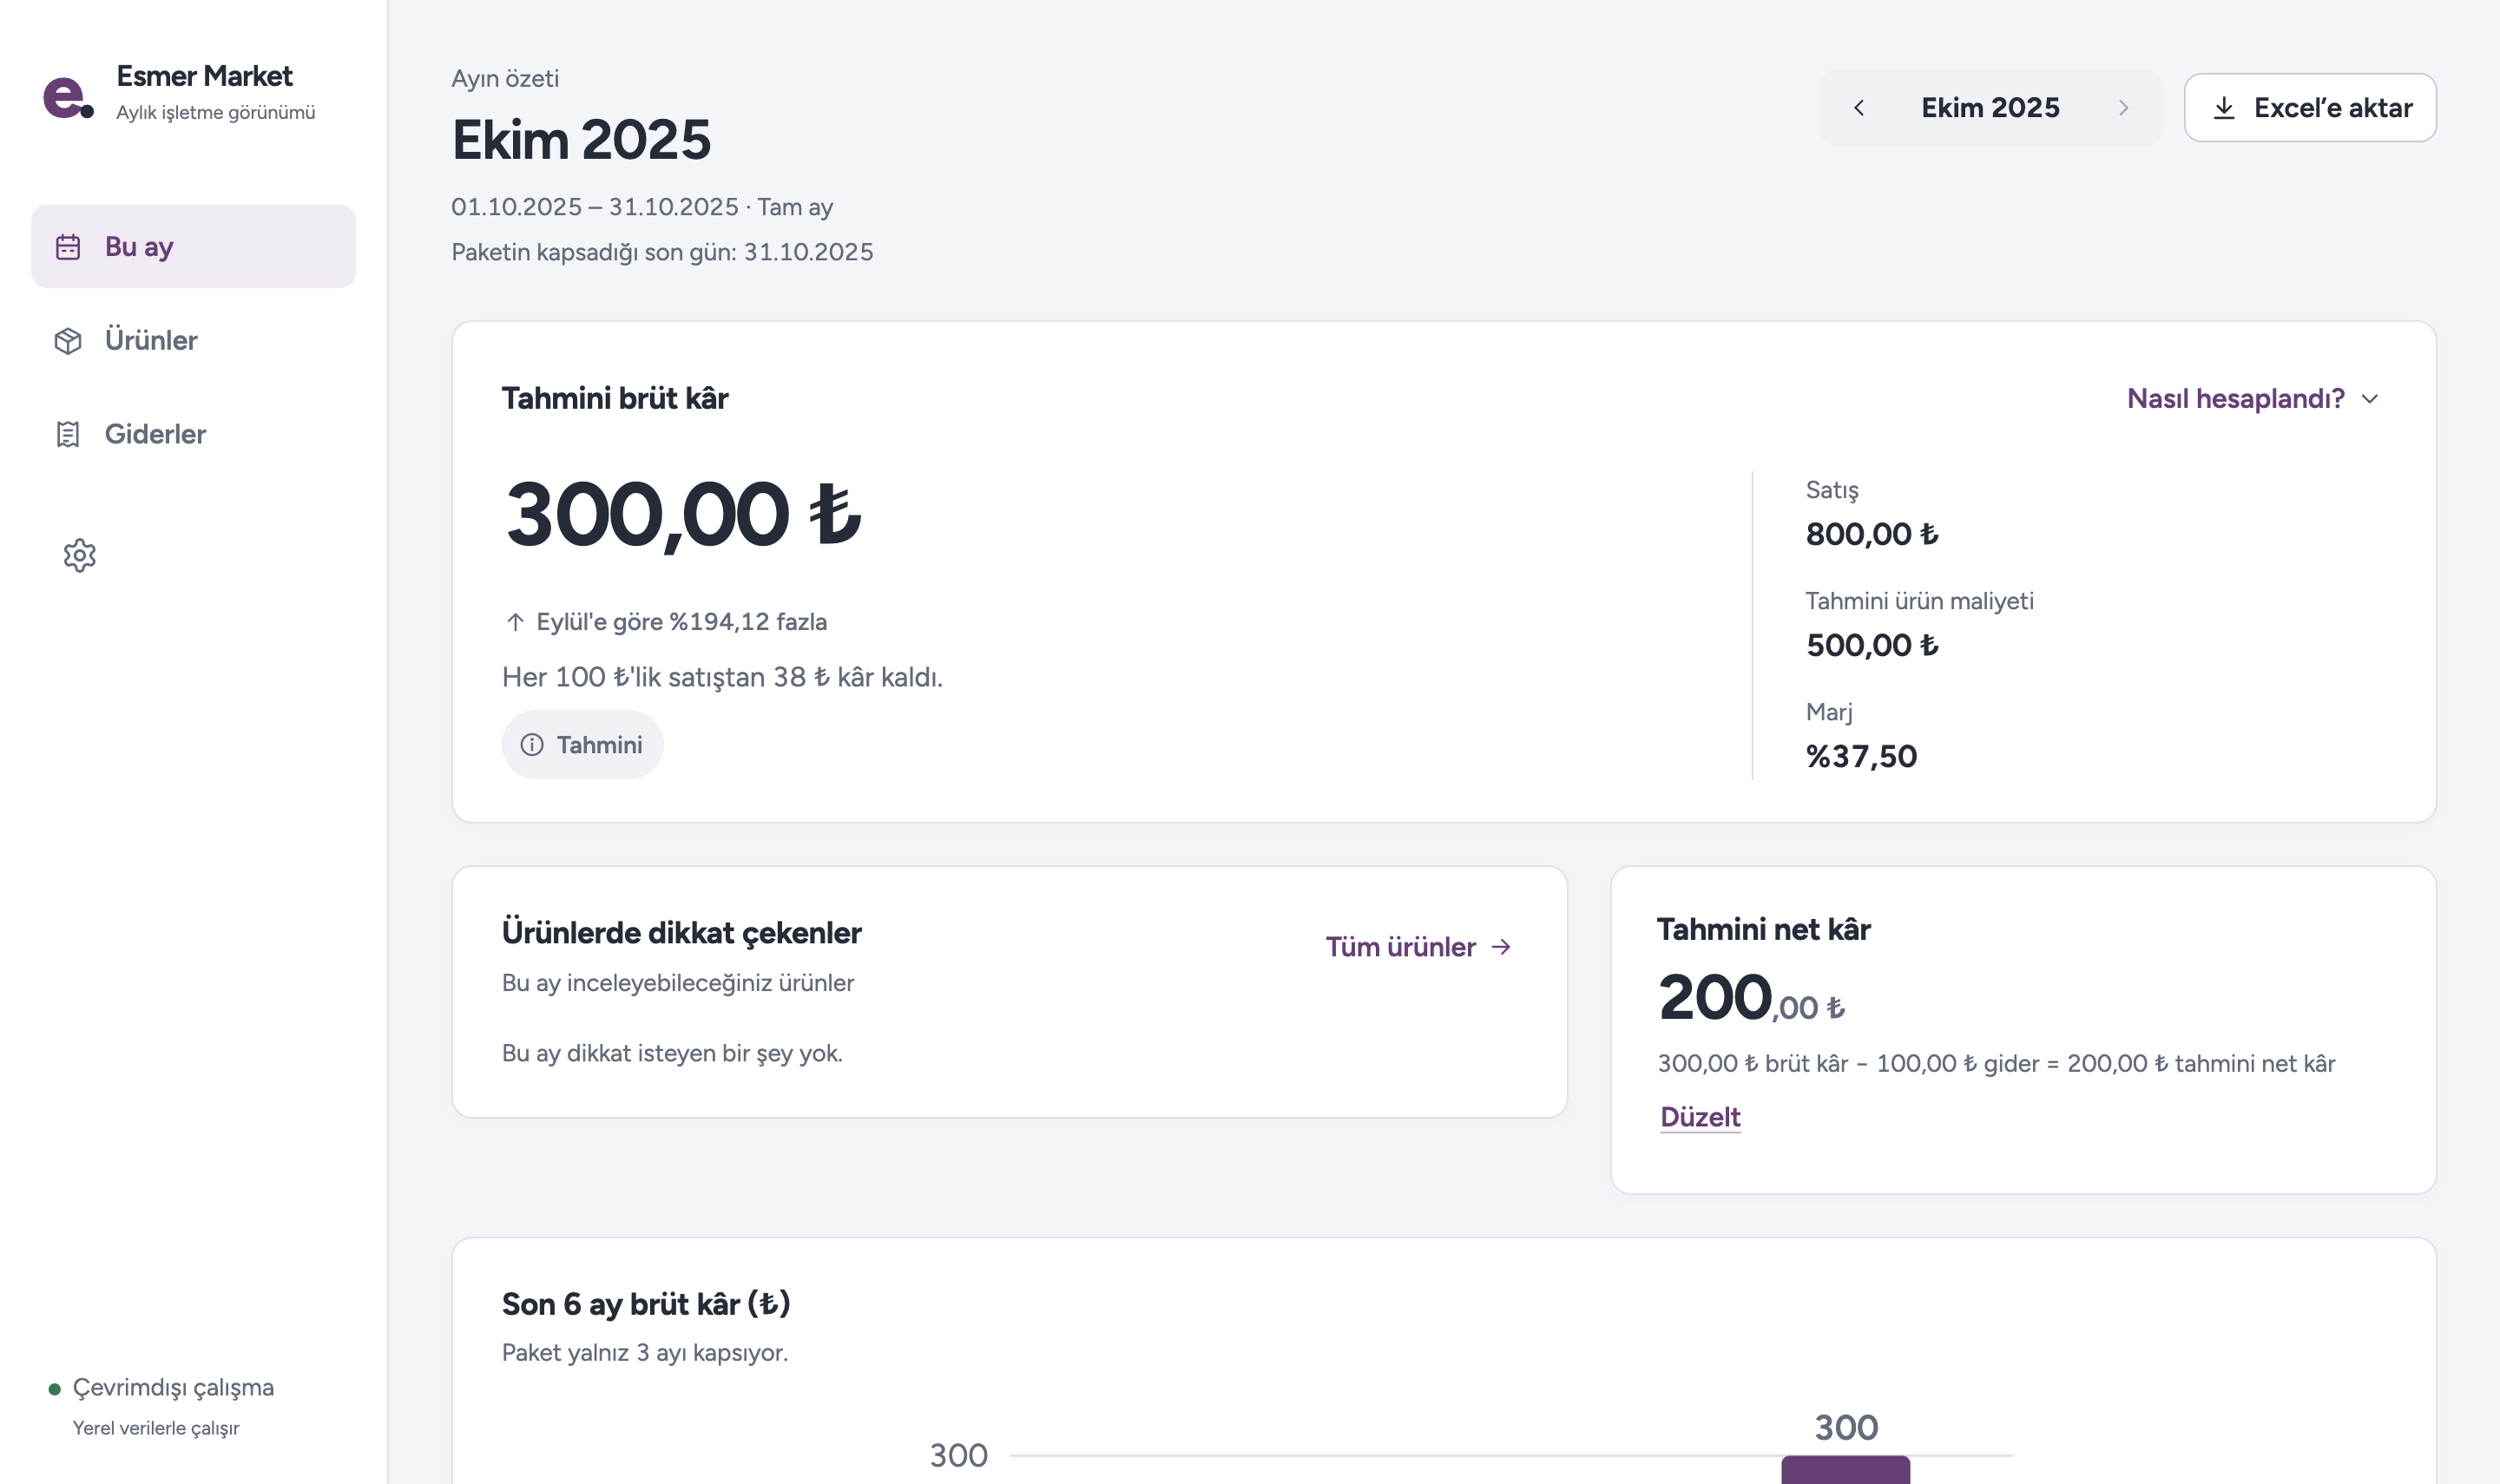 Esmer Market
Aylık işletme görünümü
Bu ay
Ürünler
Giderler
Çevrimdışı çalışma
Yerel verilerle çalışır
Ayın özeti
Ekim 2025
01.10.2025 – 31.10.2025 · Tam ay
Paketin kapsadığı son gün: 31.10.2025
Ekim 2025
Excel’e aktar
Tahmini brüt kâr
Nasıl hesaplandı?
300,00 ₺
Eylül'e göre %194,12 fazla
Her 100 ₺'lik satıştan 38 ₺ kâr kaldı.
Tahmini
Satış
800,00 ₺
Tahmini ürün maliyeti
500,00 ₺
Marj
%37,50
Ürünlerde dikkat çekenler
Tüm ürünler
Bu ay inceleyebileceğiniz ürünler
Bu ay dikkat isteyen bir şey yok.
Tahmini net kâr
200,00 ₺
300,00 ₺ brüt kâr − 100,00 ₺ gider = 200,00 ₺ tahmini net kâr
Düzelt
Son 6 ay brüt kâr (₺)
Paket yalnız 3 ayı kapsıyor.
300
300